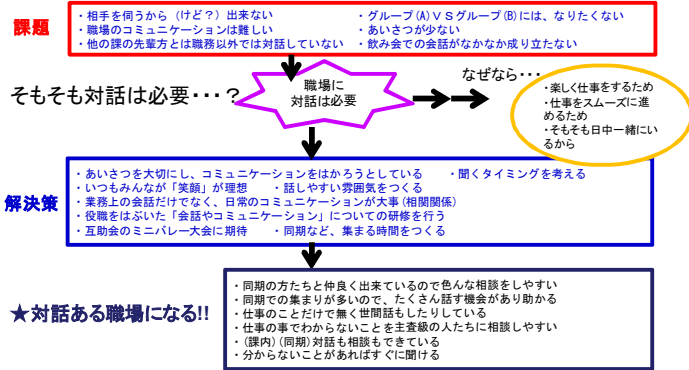 課題
・相手を伺うから（けど？）出来ない
・職場のコミュニケーションは難しい
・他の課の先輩方とは職務以外では対話していない
・グループ(A)ＶＳグループ(B)には、なりたくない
・あいさつが少ない
・飲み会での会話がなかなか成り立たない
そもそも対話は必要・・・？
職場に
対話は必要
なぜなら・・・
・楽しく仕事をするため
・仕事をスムーズに進
めるため
・そもそも日中一緒にい
るから
解決策
・あいさつを大切にし、コミュニケーションをはかろうとしている　・聞くタイミングを考える
・いつもみんなが「笑顔」が理想　・話しやすい雰囲気をつくる
・業務上の会話だけでなく、日常のコミュニケーションが大事(相関関係)
・役職をはぶいた「会話やコミュニケーション」についての研修を行う
・互助会のミニバレー大会に期待　・同期など、集まる時間をつくる
★対話ある職場になる!!
・同期の方たちと仲良く出来ているので色んな相談をしやすい
・同期での集まりが多いので、たくさん話す機会があり助かる
・仕事のことだけで無く世間話もしたりしている
・仕事の事でわからないことを主査級の人たちに相談しやすい
・(課内)(同期)対話も相談もできている
・分からないことがあればすぐに聞ける